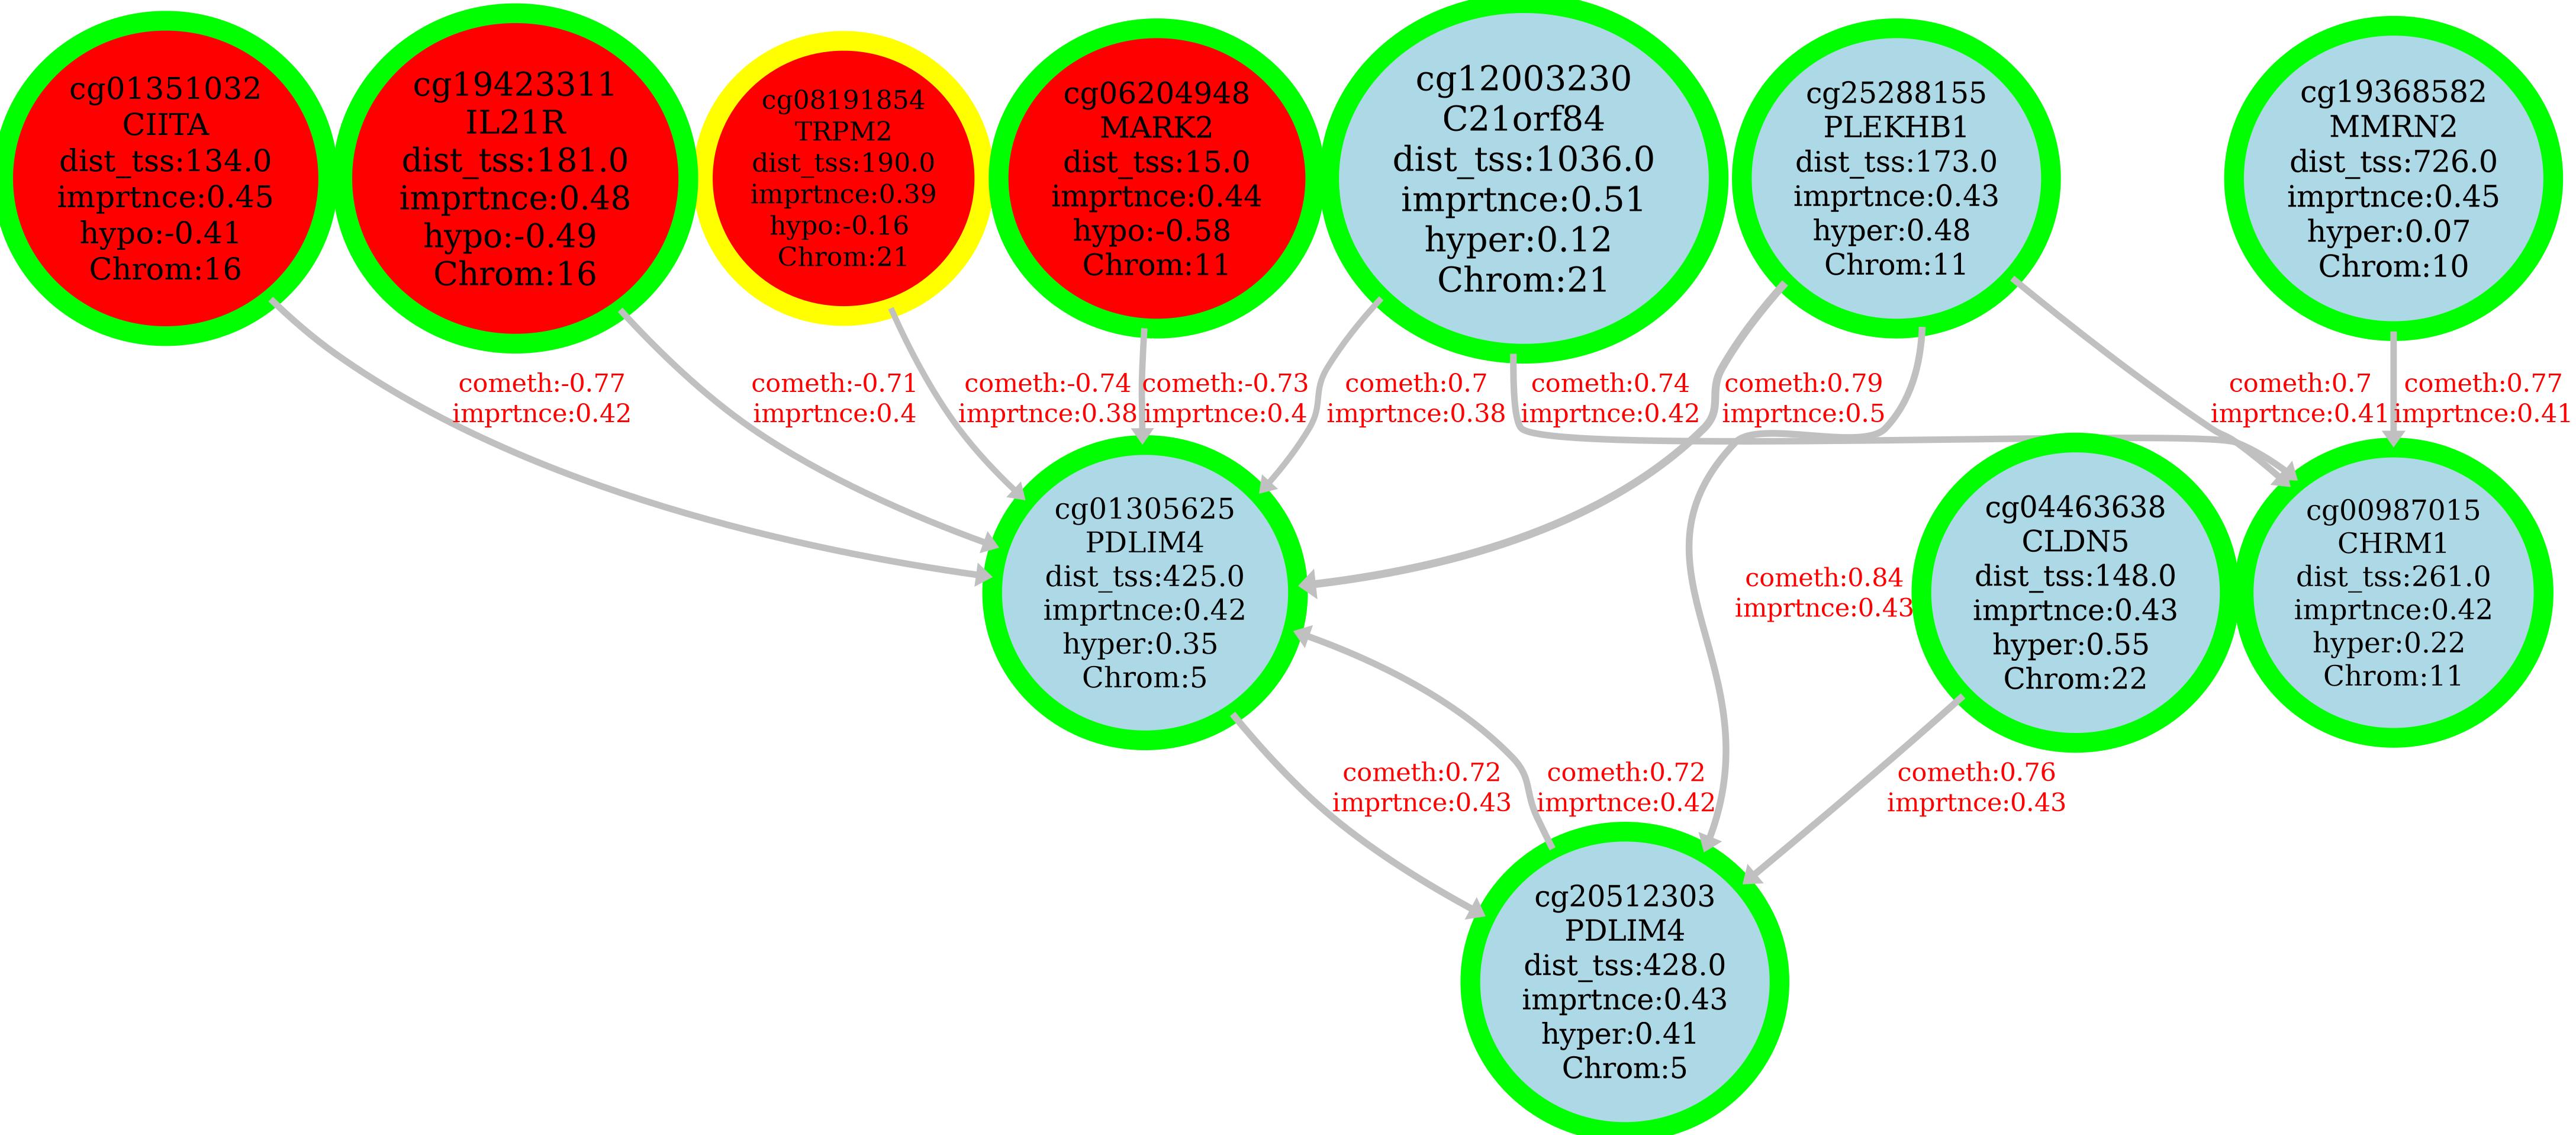 cg01351032
CIITA
dist_tss:134.0
imprtnce:0.45
hypo:-0.41
Chrom:16
cg19423311
IL21R
dist_tss:181.0
imprtnce:0.48
hypo:-0.49
Chrom:16
cg08191854
TRPM2
dist_tss:190.0
imprtnce:0.39
hypo:-0.16
Chrom:21
cg06204948
MARK2
dist_tss:15.0
imprtnce:0.44
hypo:-0.58
Chrom:11
cg12003230
C21orf84
dist_tss:1036.0
imprtnce:0.51
hyper:0.12
Chrom:21
cg25288155
PLEKHB1
dist_tss:173.0
imprtnce:0.43
hyper:0.48
Chrom:11
cg19368582
MMRN2
dist_tss:726.0
imprtnce:0.45
hyper:0.07
Chrom:10
cometh:-0.77
imprtnce:0.42
cometh:-0.71
imprtnce:0.4
cometh:-0.74
imprtnce:0.38
cometh:-0.73
imprtnce:0.4
cometh:0.7
imprtnce:0.38
cometh:0.74
imprtnce:0.42
cometh:0.79
imprtnce:0.5
cometh:0.7
imprtnce:0.41
cometh:0.77
imprtnce:0.41
cg01305625
PDLIM4
dist_tss:425.0
imprtnce:0.42
hyper:0.35
Chrom:5
cometh:0.84
imprtnce:0.43
cg04463638
CLDN5
dist_tss:148.0
imprtnce:0.43
hyper:0.55
Chrom:22
cg00987015
CHRM1
dist_tss:261.0
imprtnce:0.42
hyper:0.22
Chrom:11
cometh:0.72
imprtnce:0.43
cometh:0.72
imprtnce:0.42
cometh:0.76
imprtnce:0.43
cg20512303
PDLIM4
dist_tss:428.0
imprtnce:0.43
hyper:0.41
Chrom:5